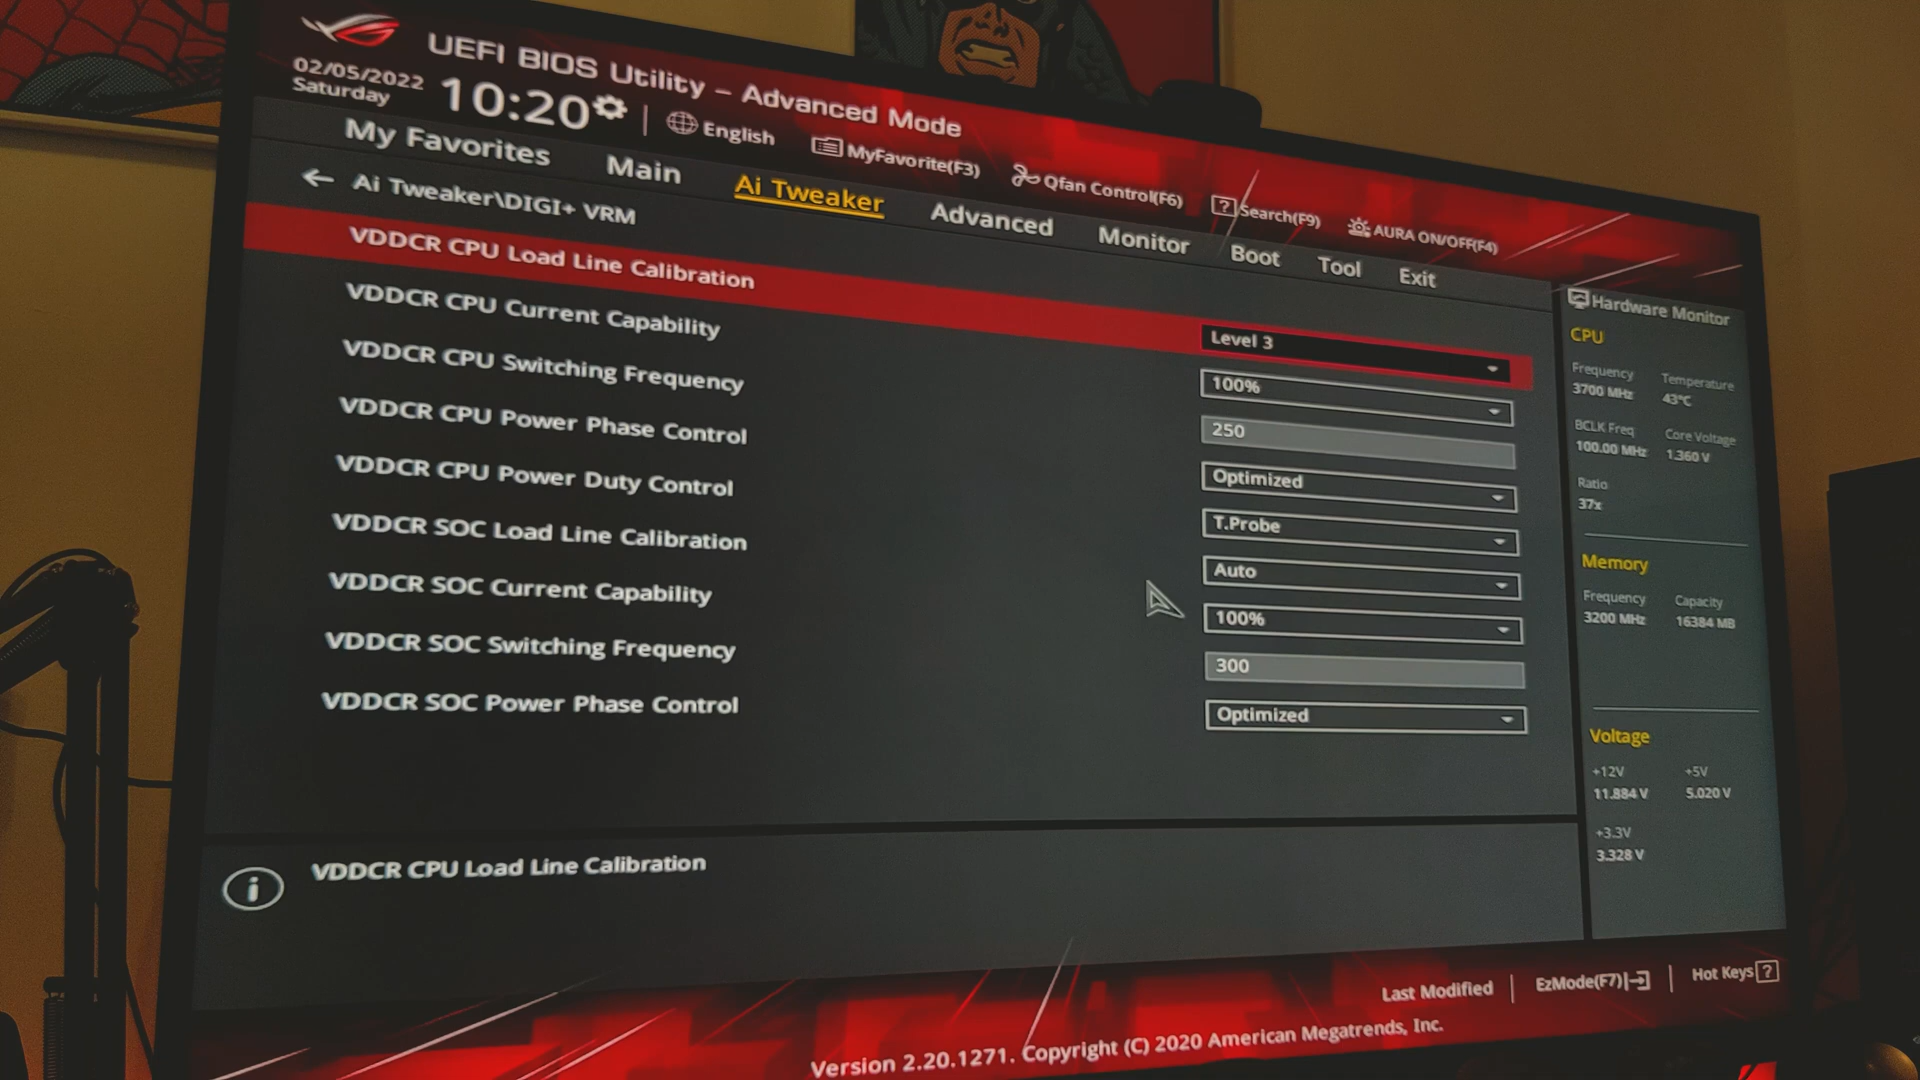 UEFI BIOS Utility – Advanced Mode
02/05/2022
Saturday
10:20
English
MyFavorite(F3)
Qfan Control(F6)
? Search(F9)
AURA ON/OFF(F4)
My Favorites
Main
Ai Tweaker
Advanced
Monitor
Boot
Tool
Exit
← Ai Tweaker\DIGI+ VRM
VDDCR CPU Load Line Calibration
Level 3
VDDCR CPU Current Capability
100%
VDDCR CPU Switching Frequency
250
VDDCR CPU Power Phase Control
Optimized
VDDCR CPU Power Duty Control
T.Probe
VDDCR SOC Load Line Calibration
Auto
VDDCR SOC Current Capability
100%
VDDCR SOC Switching Frequency
300
VDDCR SOC Power Phase Control
Optimized
i VDDCR CPU Load Line Calibration
Hardware Monitor
CPU
Frequency Temperature
3700 MHz 43°C
BCLK Freq Core Voltage
100.00 MHz 1.360 V
Ratio
37x
Memory
Frequency Capacity
3200 MHz 16384 MB
Voltage
+12V +5V
11.884 V 5.020 V
+3.3V
3.328 V
Last Modified
EzMode(F7)
Hot Keys ?
Version 2.20.1271. Copyright (C) 2020 American Megatrends, Inc.